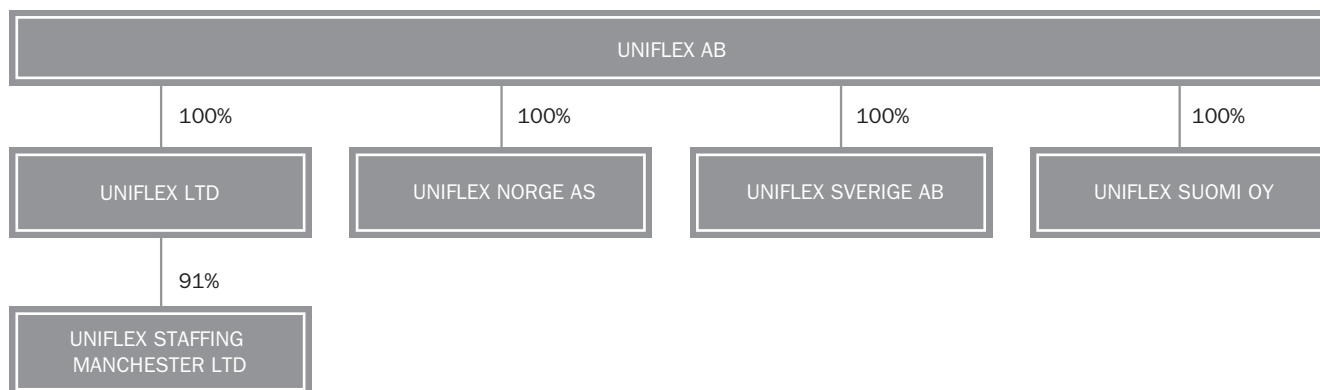 UNIFLEX AB
100%
100%
100%
100%
UNIFLEX LTD
UNIFLEX NORGE AS
UNIFLEX SVERIGE AB
UNIFLEX SUOMI OY
91%
UNIFLEX STAFFING
MANCHESTER LTD